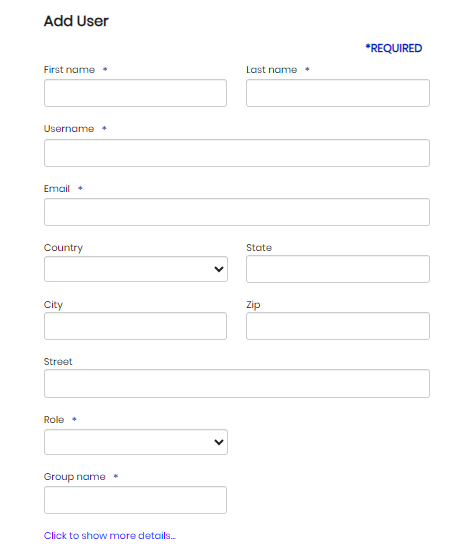 Add User
*REQUIRED
First name *
Last name *
Username *
Email *
Country
State
City
Zip
Street
Role *
Group name *
Click to show more details...